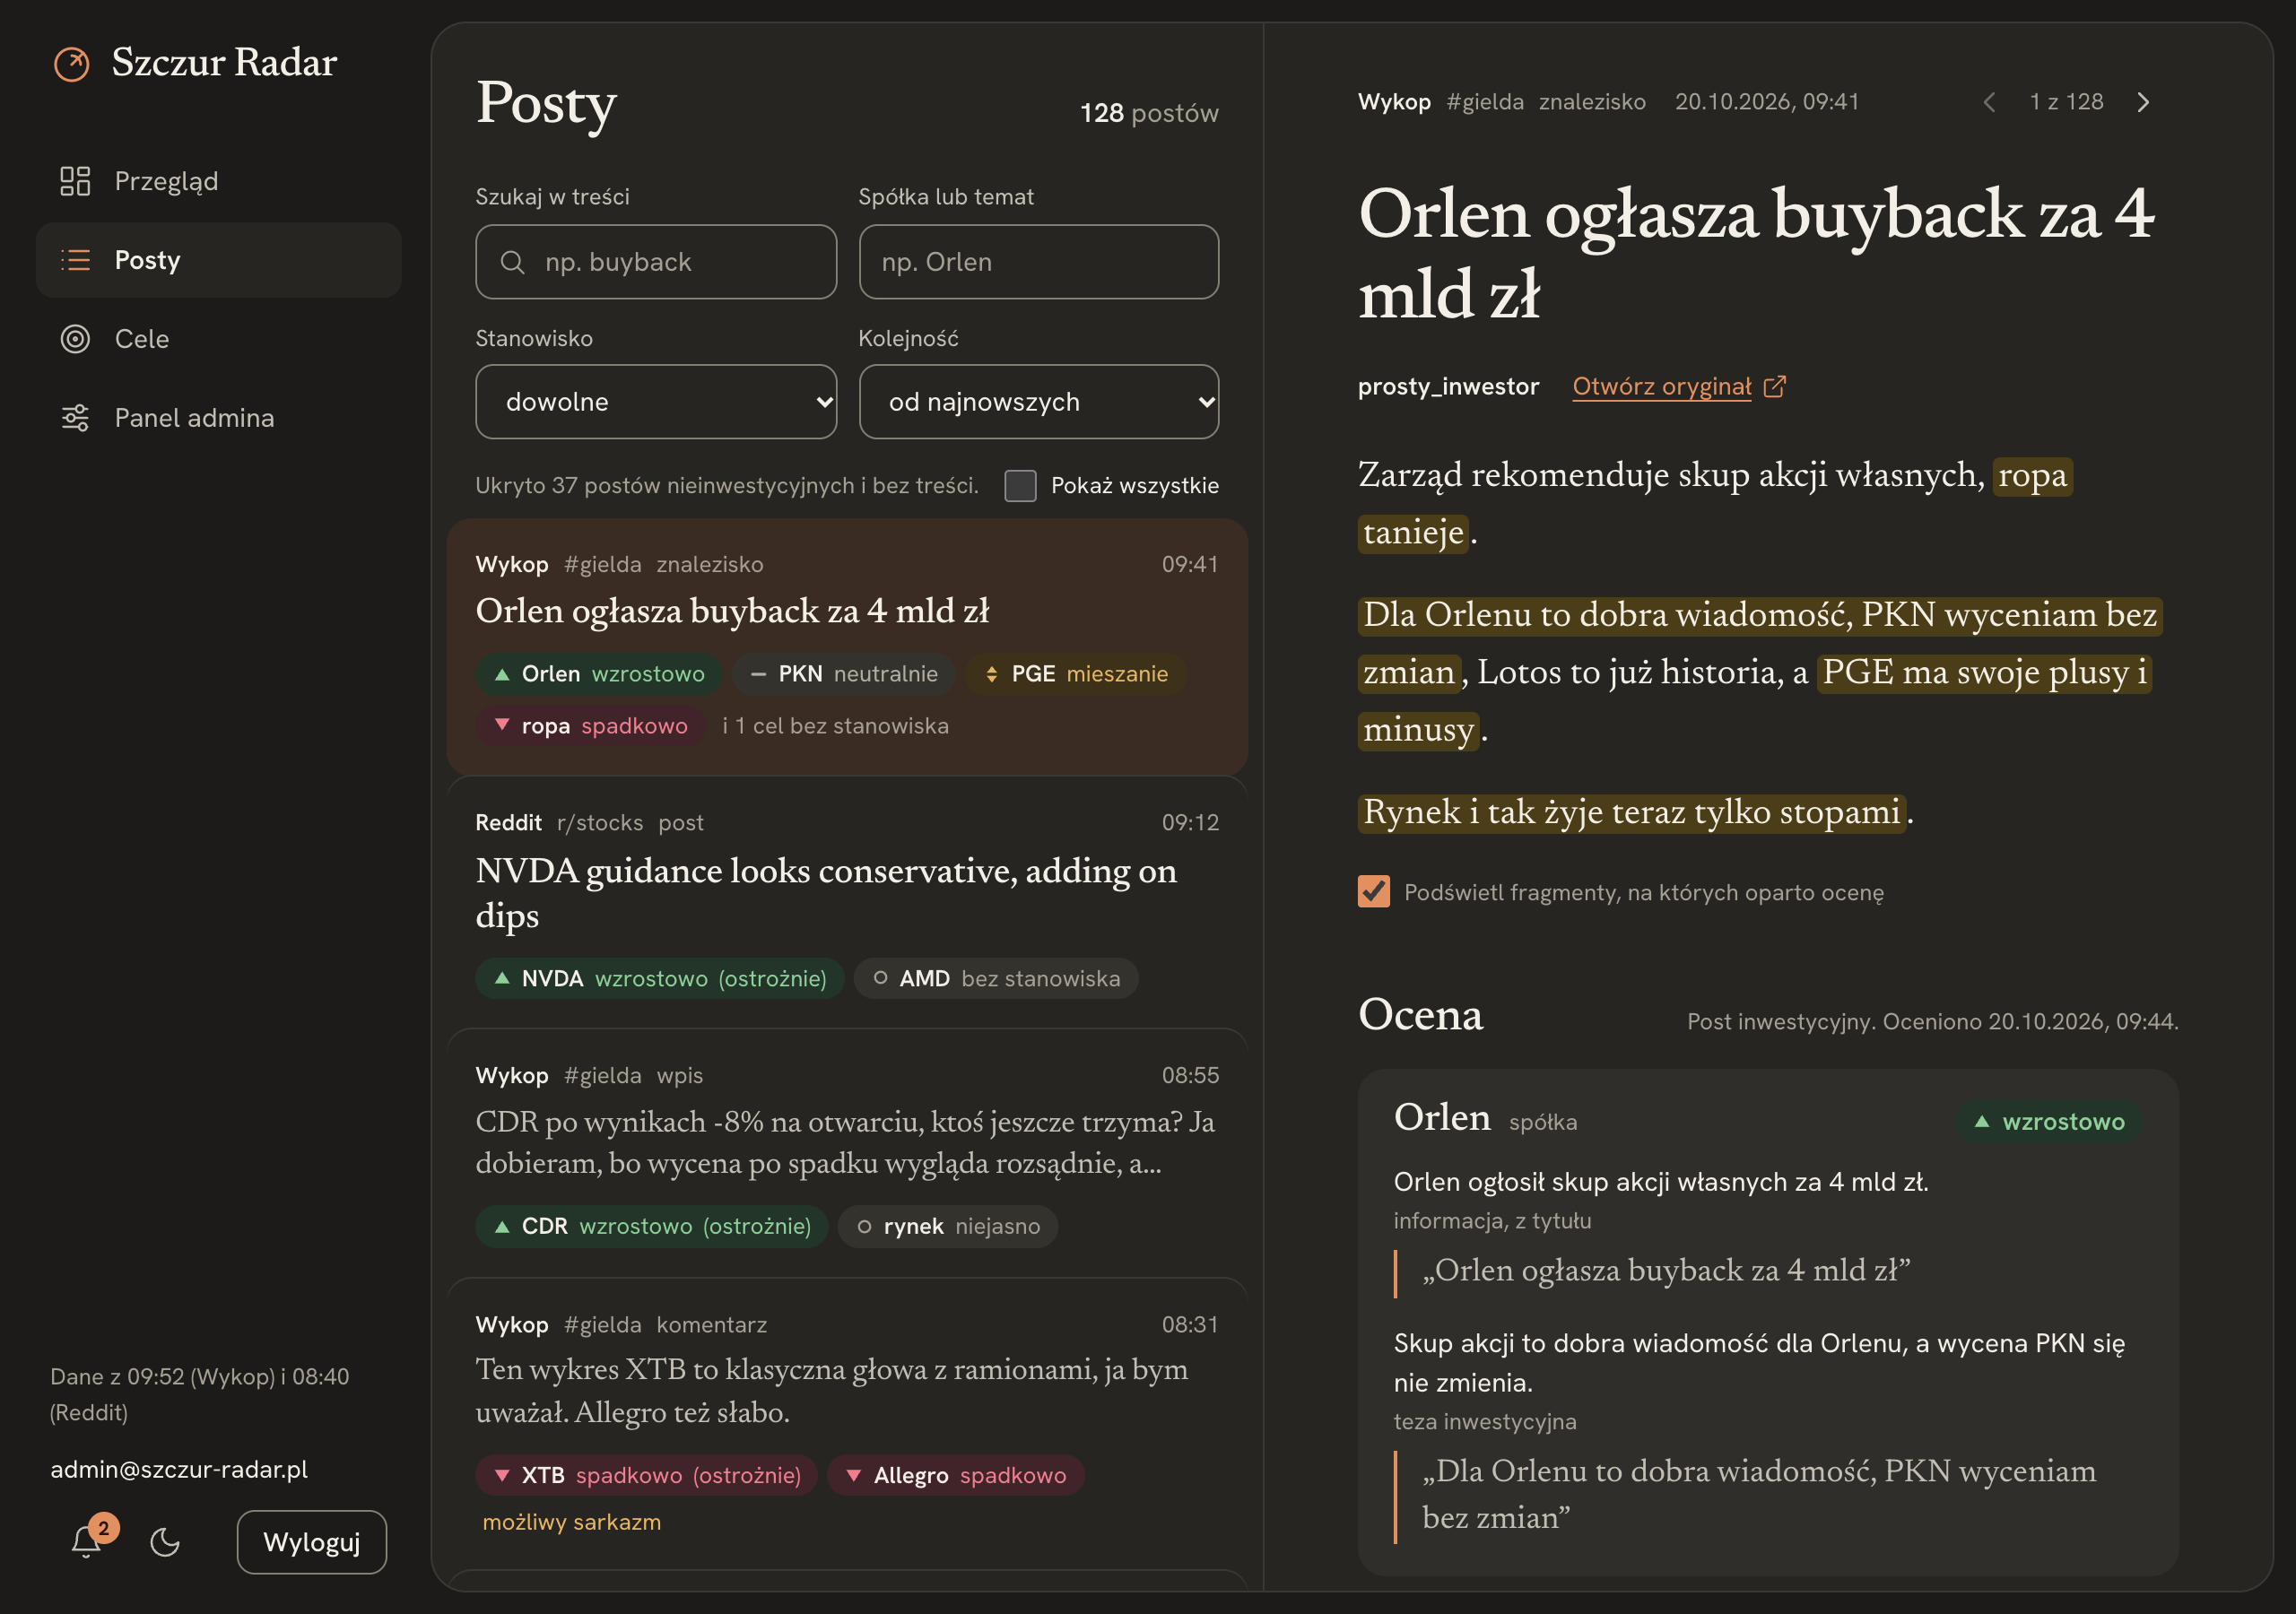 Szczur Radar
Przegląd
Posty
Cele
Panel admina
Dane z 09:52 (Wykop) i 08:40
(Reddit)
admin@szczur-radar.pl
2
Wyloguj
Posty
128 postów
Szukaj w treści
Spółka lub temat
np. buyback
np. Orlen
Stanowisko
Kolejność
dowolne
od najnowszych
Ukryto 37 postów nieinwestycyjnych i bez treści.
Pokaż wszystkie
Wykop #gielda znalezisko 09:41
Orlen ogłasza buyback za 4 mld zł
Orlen wzrostowo PKN neutralnie PGE mieszanie
ropa spadkowo i 1 cel bez stanowiska
Reddit r/stocks post 09:12
NVDA guidance looks conservative, adding on
dips
NVDA wzrostowo (ostrożnie) AMD bez stanowiska
Wykop #gielda wpis 08:55
CDR po wynikach -8% na otwarciu, ktoś jeszcze trzyma? Ja
dobieram, bo wycena po spadku wygląda rozsądnie, a...
CDR wzrostowo (ostrożnie) rynek niejasno
Wykop #gielda komentarz 08:31
Ten wykres XTB to klasyczna głowa z ramionami, ja bym
uważał. Allegro też słabo.
XTB spadkowo (ostrożnie) Allegro spadkowo
możliwy sarkazm
Wykop #gielda znalezisko 20.10.2026, 09:41
1 z 128
Orlen ogłasza buyback za 4
mld zł
prosty_inwestor Otwórz oryginał
Zarząd rekomenduje skup akcji własnych, ropa
tanieje.
Dla Orlenu to dobra wiadomość, PKN wyceniam bez
zmian, Lotos to już historia, a PGE ma swoje plusy i
minusy.
Rynek i tak żyje teraz tylko stopami.
Podświetl fragmenty, na których oparto ocenę
Ocena
Post inwestycyjny. Oceniono 20.10.2026, 09:44.
Orlen spółka wzrostowo
Orlen ogłosił skup akcji własnych za 4 mld zł.
informacja, z tytułu
„Orlen ogłasza buyback za 4 mld zł”
Skup akcji to dobra wiadomość dla Orlenu, a wycena PKN się
nie zmienia.
teza inwestycyjna
„Dla Orlenu to dobra wiadomość, PKN wyceniam
bez zmian”